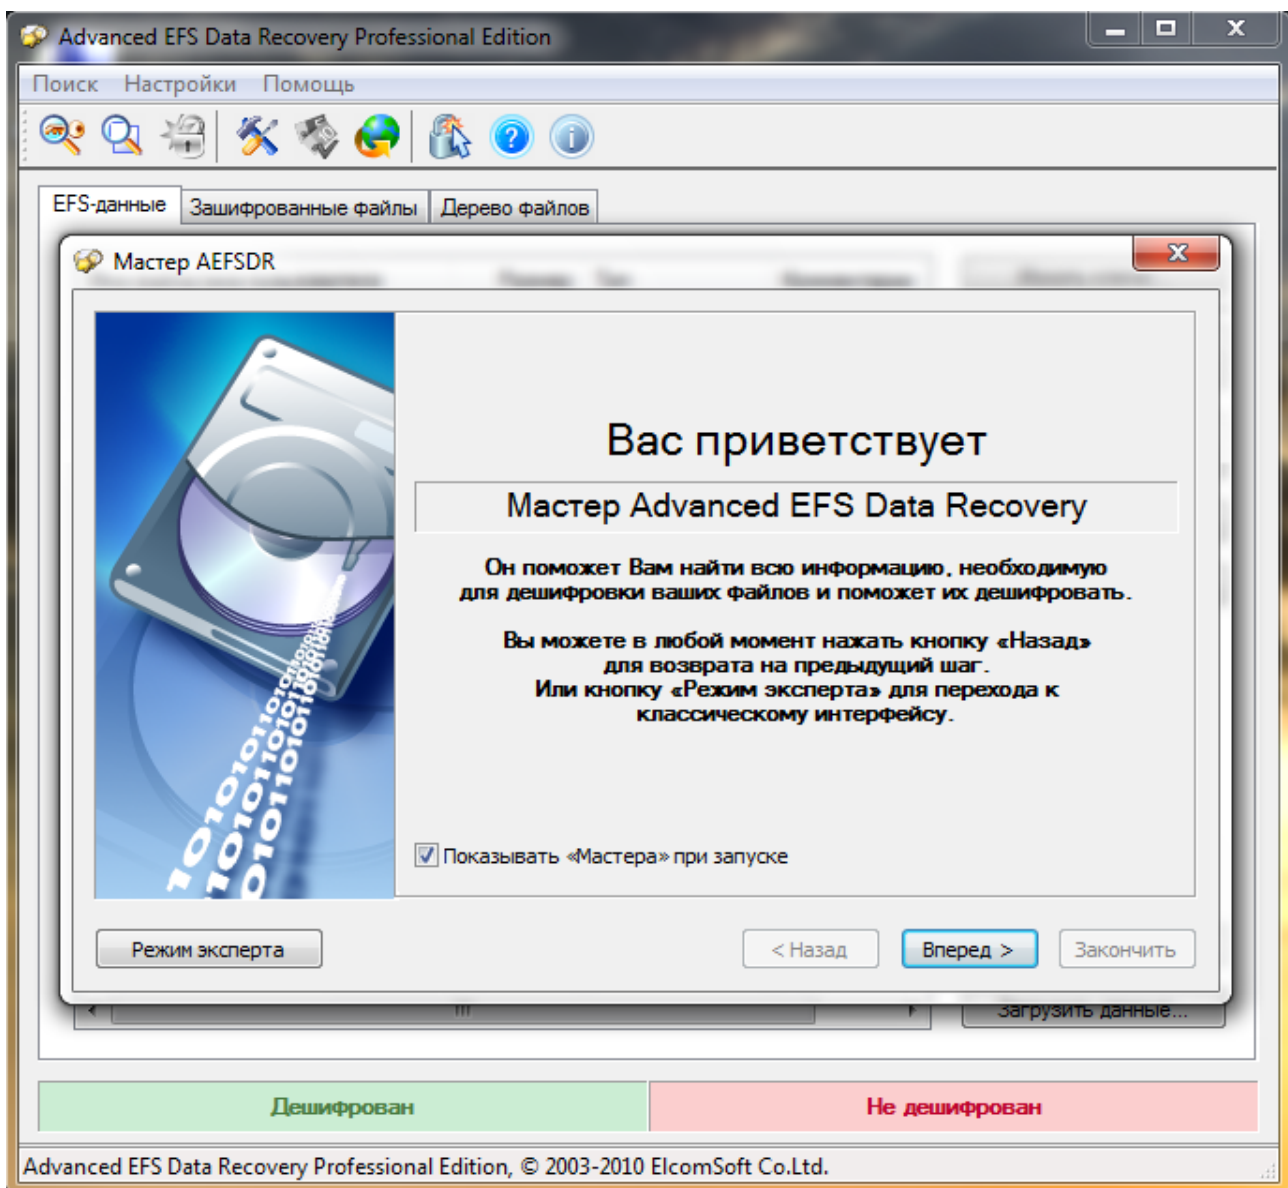 Advanced EFS Data Recovery Professional Edition
Поиск Настройки Помощь
EFS-данные Зашифрованные файлы Дерево файлов
Мастер AEFSDR
Вас приветствует
Мастер Advanced EFS Data Recovery
Он поможет Вам найти всю информацию, необходимую
для дешифровки ваших файлов и поможет их дешифровать.
Вы можете в любой момент нажать кнопку «Назад»
для возврата на предыдущий шаг.
Или кнопку «Режим эксперта» для перехода к
классическому интерфейсу.
Показывать «Мастера» при запуске
Режим эксперта < Назад Вперед > Закончить
Загрузить данные...
Дешифрован Не дешифрован
Advanced EFS Data Recovery Professional Edition, © 2003-2010 ElcomSoft Co.Ltd.